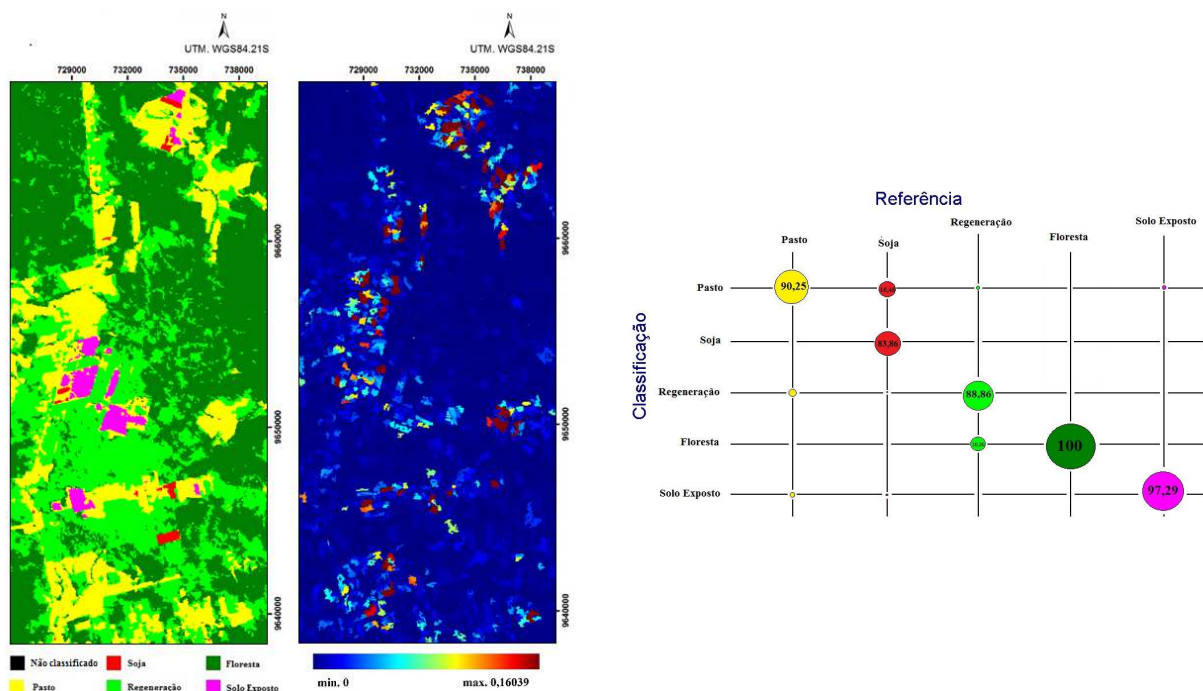 N
UTM. WGS84.21S
729000 732000 735000 738000
9660000
9650000
9640000
Não classificado
Soja
Floresta
Pasto
Regeneração
Solo Exposto
N
UTM. WGS84.21S
729000 732000 735000 738000
9660000
9650000
9640000
min. 0
max. 0,16039
Referência
Pasto
Soja
Regeneração
Floresta
Solo Exposto
Classificação
Pasto
90,25
Soja
83,86
Regeneração
88,86
Floresta
100
Solo Exposto
97,29